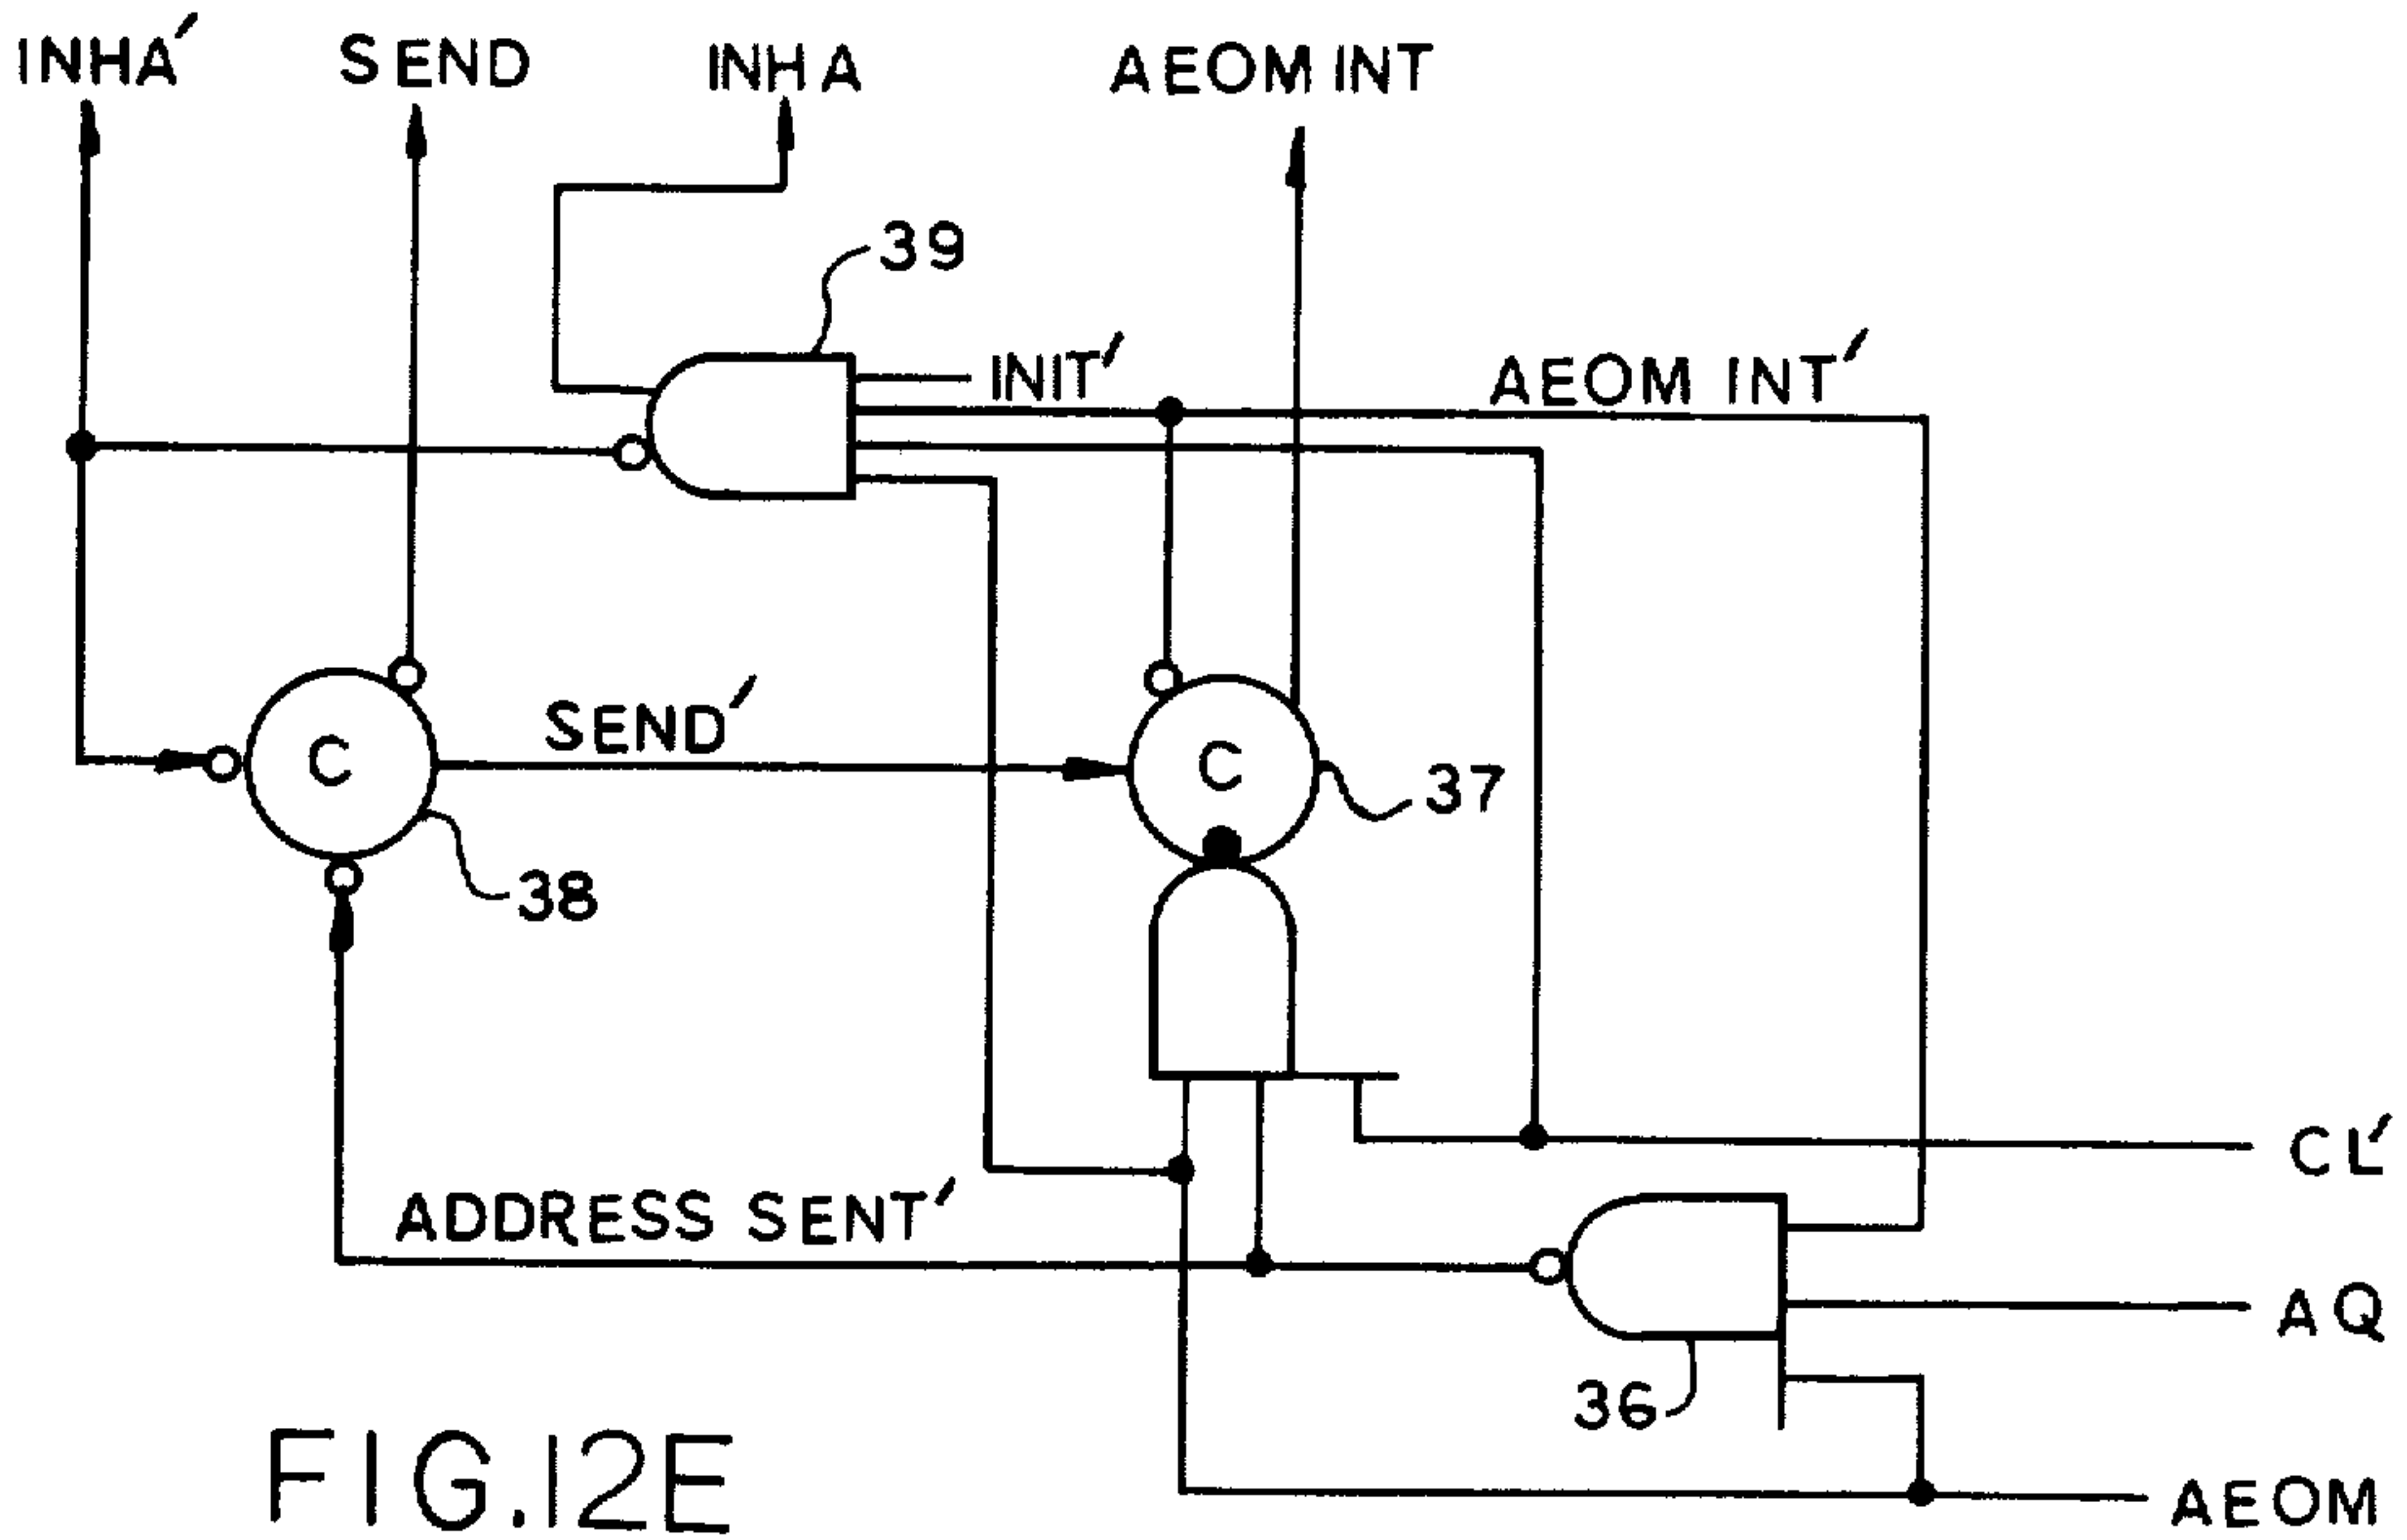 INHA′ SEND INHA AEOM INT
39
INIT′ AEOM INT′
SEND′
C C
37
38
CL′
ADDRESS SENT′
AQ
36
AEOM
FIG.12E